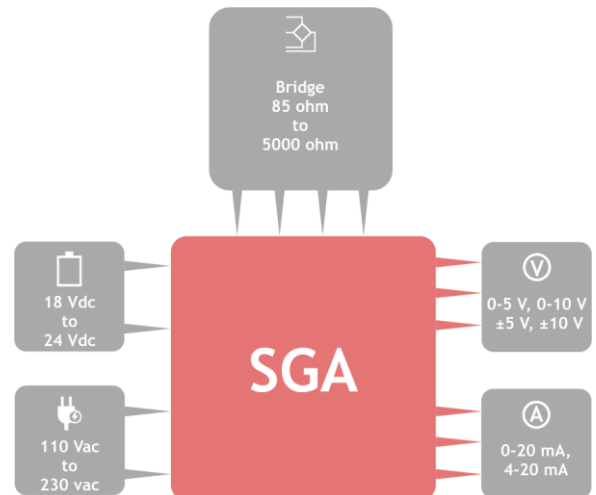 Bridge
85 ohm
to
5000 ohm
18 Vdc
to
24 Vdc
SGA
V
0-5 V, 0-10 V
±5 V, ±10 V
110 Vac
to
230 vac
A
0-20 mA,
4-20 mA